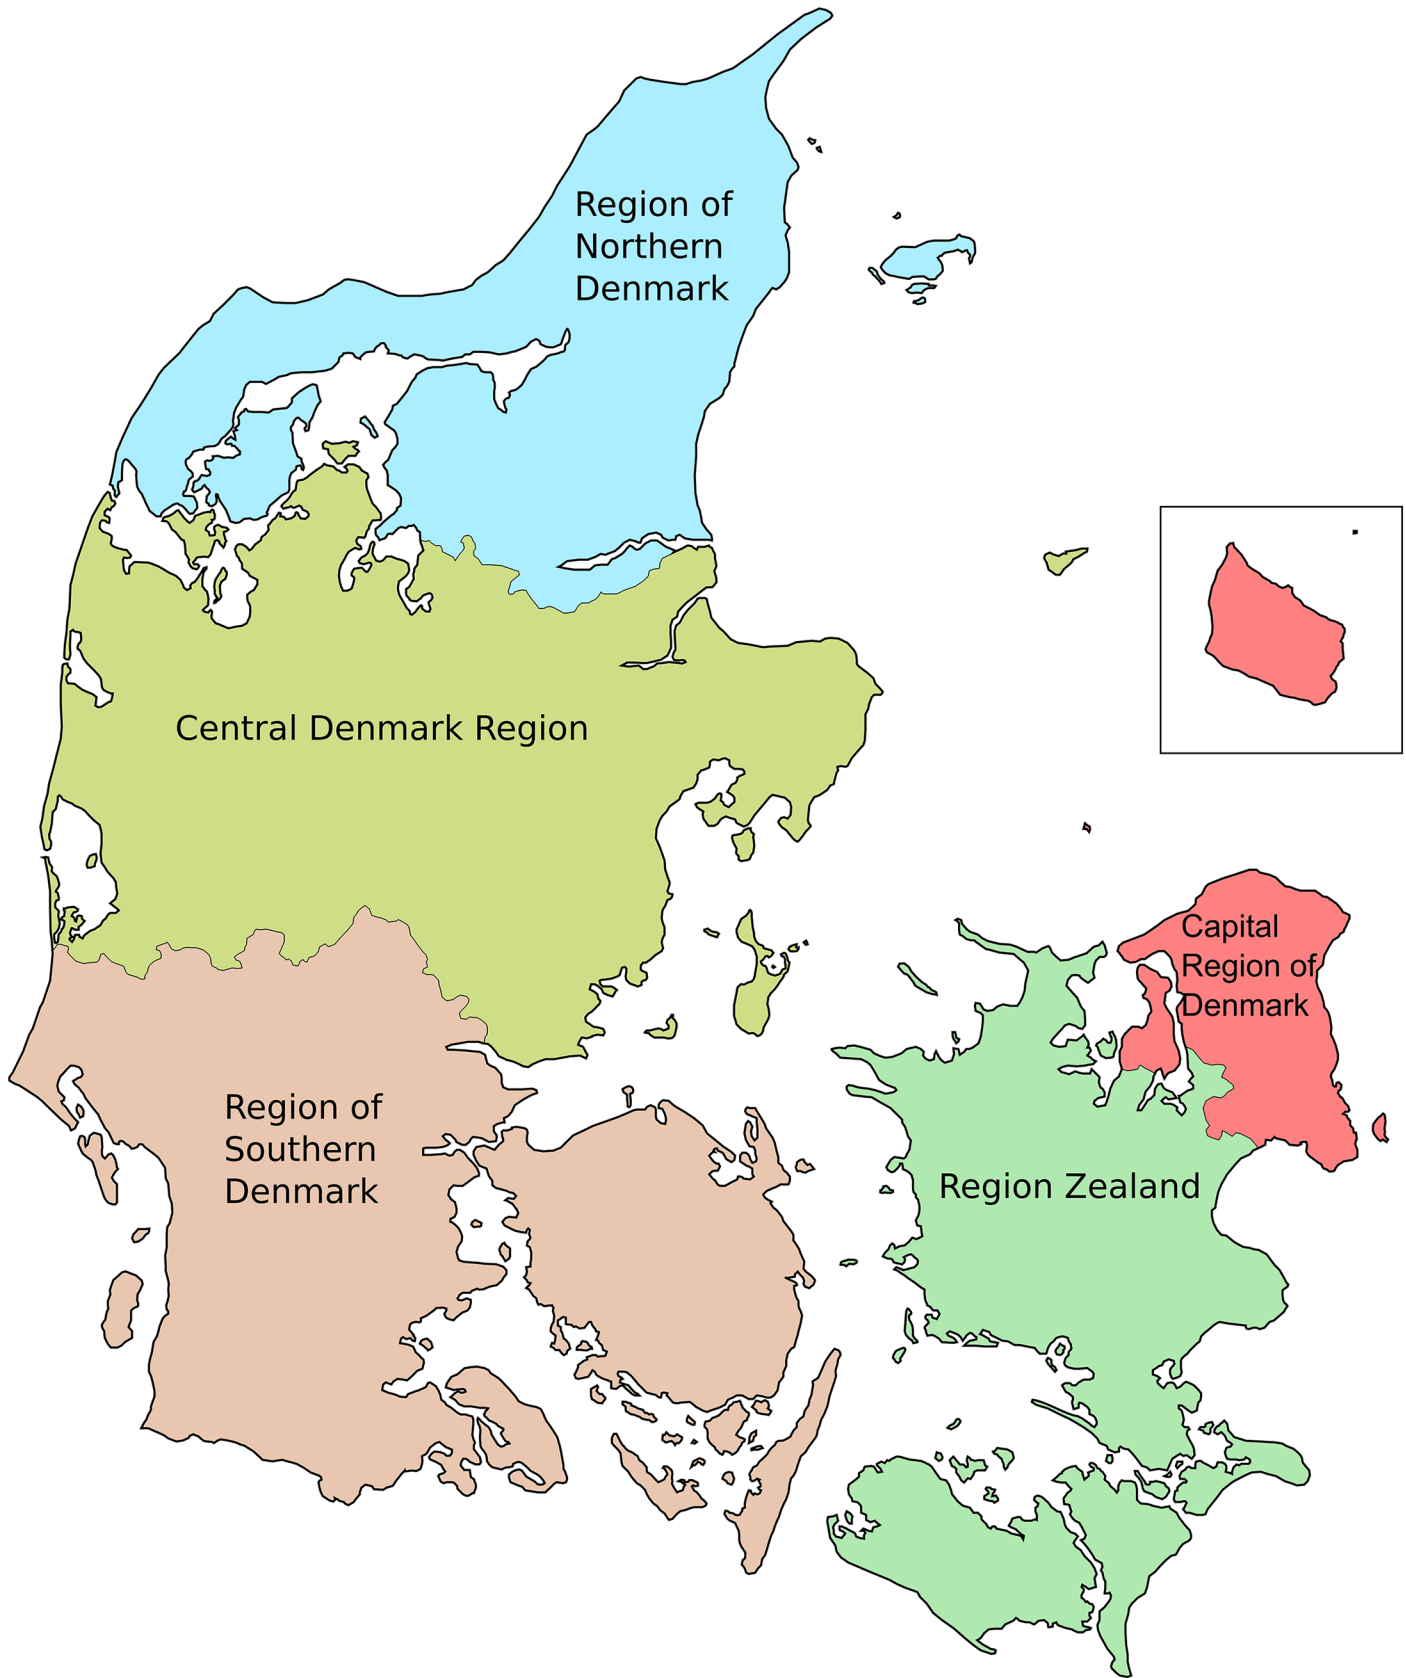 Region of
Northern
Denmark
Central Denmark Region
Capital
Region of
Denmark
Region of
Southern
Denmark
Region Zealand